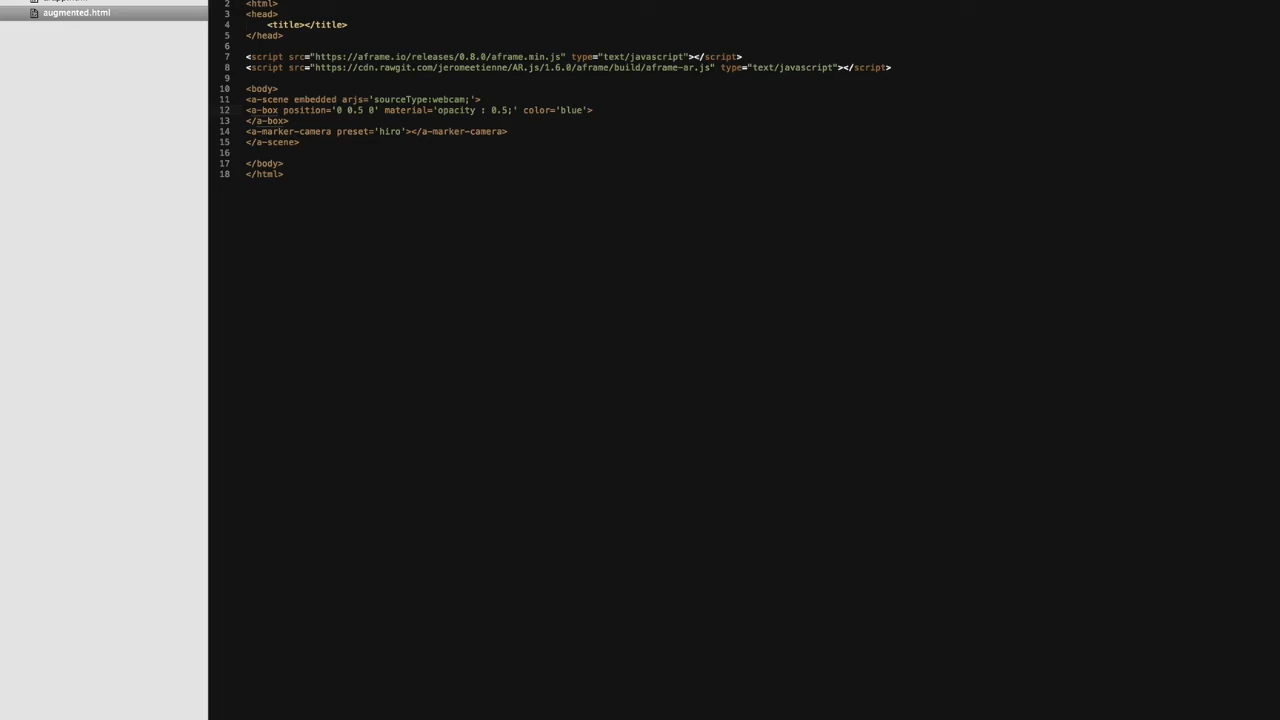 augmented.html
2 <html>
3 <head>
4 <title></title>
5 </head>
6
7 <script src="https://aframe.io/releases/0.8.0/aframe.min.js" type="text/javascript"></script>
8 <script src="https://cdn.rawgit.com/jeromeetienne/AR.js/1.6.0/aframe/build/aframe-ar.js" type="text/javascript"></script>
9
10 <body>
11 <a-scene embedded arjs='sourceType:webcam;'>
12 <a-box position='0 0.5 0' material='opacity : 0.5;' color='blue'>
13 </a-box>
14 <a-marker-camera preset='hiro'></a-marker-camera>
15 </a-scene>
16
17 </body>
18 </html>